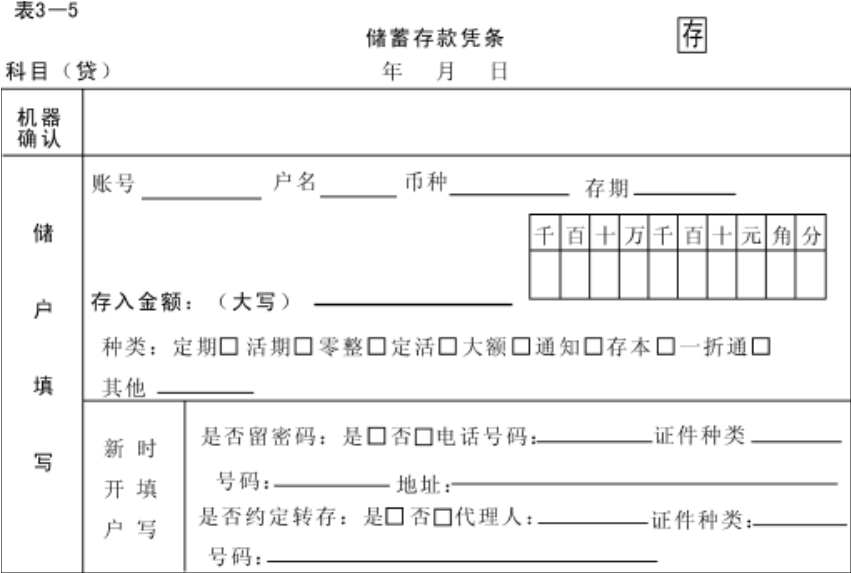 表3—5
储蓄存款凭条 存
科目（贷） 年 月 日
机器
确认
账号 户名 币种 存期
千 百 十 万 千 百 十 元 角 分
存入金额：（大写）
种类：定期□ 活期□ 零整□ 定活□ 大额□ 通知□ 存本□ 一折通□
其他
储
户
填
写
新 时
开 填
户 写
是否留密码：是□ 否□ 电话号码： 证件种类
号码： 地址：
是否约定转存：是□ 否□ 代理人： 证件种类：
号码：